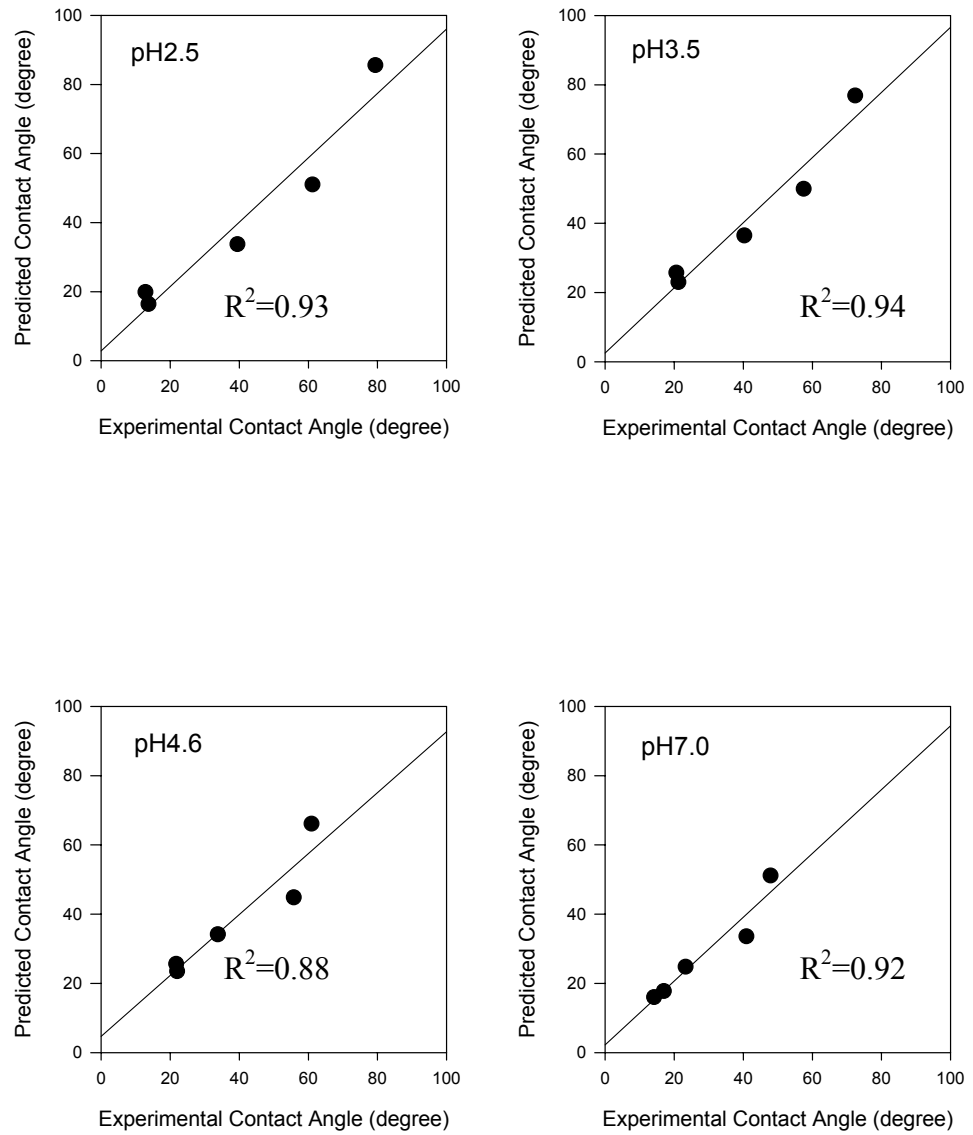 pH2.5
100
80
60
40
20
0
Predicted Contact Angle (degree)
R²=0.93
0 20 40 60 80 100
Experimental Contact Angle (degree)
pH3.5
100
80
60
40
20
0
Predicted Contact Angle (degree)
R²=0.94
0 20 40 60 80 100
Experimental Contact Angle (degree)
pH4.6
100
80
60
40
20
0
Predicted Contact Angle (degree)
R²=0.88
0 20 40 60 80 100
Experimental Contact Angle (degree)
pH7.0
100
80
60
40
20
0
Predicted Contact Angle (degree)
R²=0.92
0 20 40 60 80 100
Experimental Contact Angle (degree)